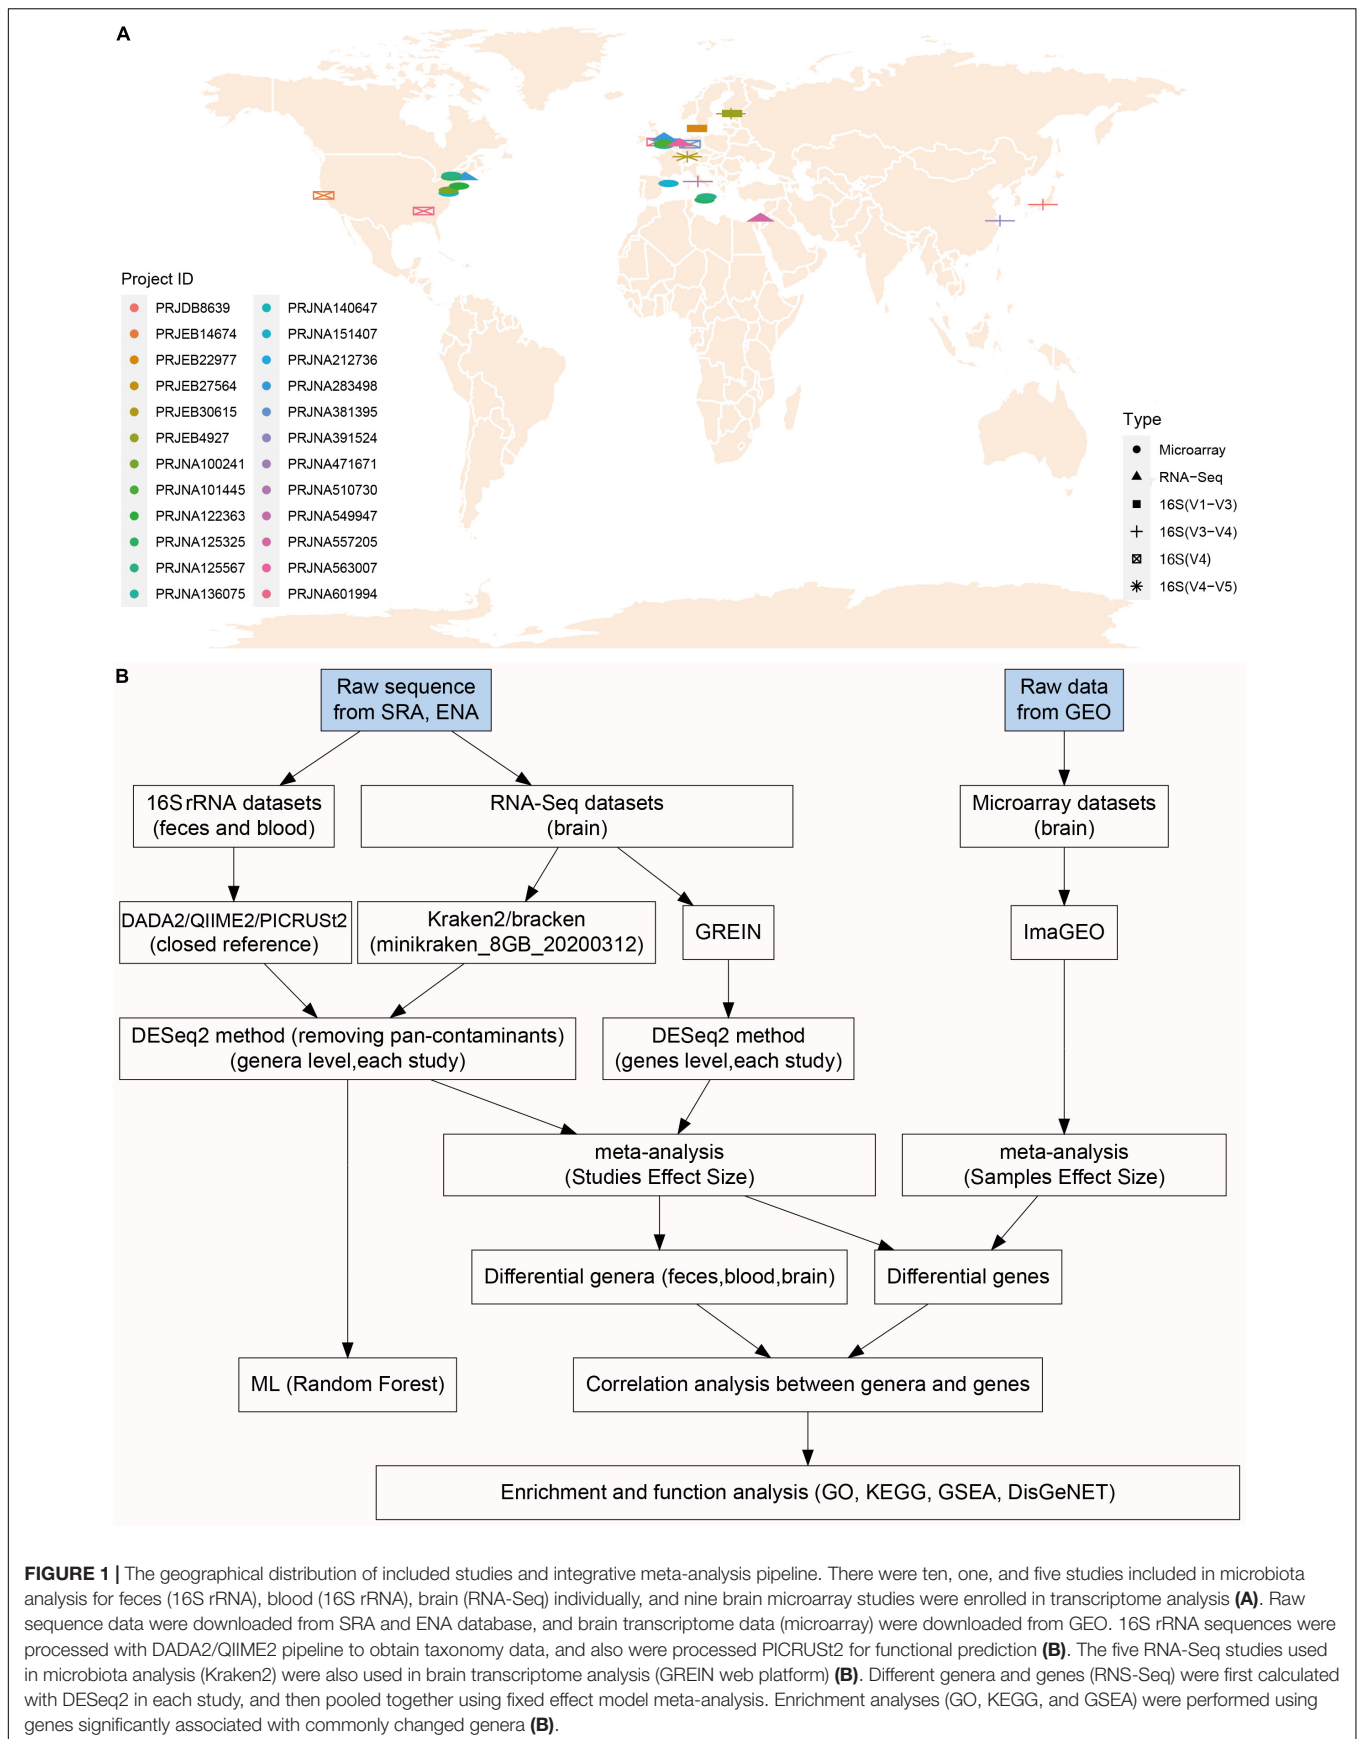 A
Project ID
PRJDB8639
PRJEB14674
PRJEB22977
PRJEB27564
PRJEB30615
PRJEB4927
PRJNA100241
PRJNA101445
PRJNA122363
PRJNA125325
PRJNA125567
PRJNA136075
PRJNA140647
PRJNA151407
PRJNA212736
PRJNA283498
PRJNA381395
PRJNA391524
PRJNA471671
PRJNA510730
PRJNA549947
PRJNA557205
PRJNA563007
PRJNA601994
Type
Microarray
RNA−Seq
16S(V1−V3)
16S(V3−V4)
16S(V4)
16S(V4−V5)
B
Raw sequence
from SRA, ENA
Raw data
from GEO
16S rRNA datasets
(feces and blood)
RNA-Seq datasets
(brain)
Microarray datasets
(brain)
DADA2/QIIME2/PICRUSt2
(closed reference)
Kraken2/bracken
(minikraken_8GB_20200312)
GREIN
ImaGEO
DESeq2 method (removing pan-contaminants)
(genera level,each study)
DESeq2 method
(genes level,each study)
meta-analysis
(Studies Effect Size)
meta-analysis
(Samples Effect Size)
Differential genera (feces,blood,brain)
Differential genes
ML (Random Forest)
Correlation analysis between genera and genes
Enrichment and function analysis (GO, KEGG, GSEA, DisGeNET)
FIGURE 1 | The geographical distribution of included studies and integrative meta-analysis pipeline. There were ten, one, and five studies included in microbiota
analysis for feces (16S rRNA), blood (16S rRNA), brain (RNA-Seq) individually, and nine brain microarray studies were enrolled in transcriptome analysis (A). Raw
sequence data were downloaded from SRA and ENA database, and brain transcriptome data (microarray) were downloaded from GEO. 16S rRNA sequences were
processed with DADA2/QIIME2 pipeline to obtain taxonomy data, and also were processed PICRUSt2 for functional prediction (B). The five RNA-Seq studies used
in microbiota analysis (Kraken2) were also used in brain transcriptome analysis (GREIN web platform) (B). Different genera and genes (RNS-Seq) were first calculated
with DESeq2 in each study, and then pooled together using fixed effect model meta-analysis. Enrichment analyses (GO, KEGG, and GSEA) were performed using
genes significantly associated with commonly changed genera (B).